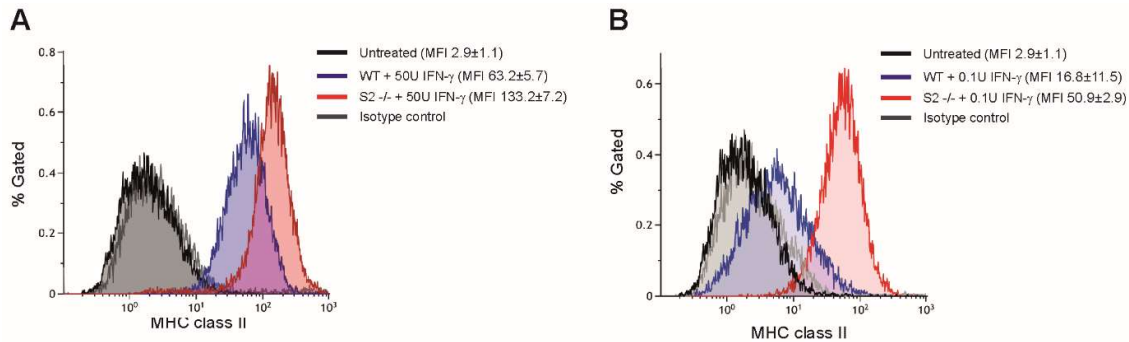 A
Untreated (MFI 2.9±1.1)
WT + 50U IFN-γ (MFI 63.2±5.7)
S2 -/- + 50U IFN-γ (MFI 133.2±7.2)
Isotype control
% Gated
0.8
0.6
0.4
0.2
0
10⁰
10¹
10²
10³
MHC class II
B
Untreated (MFI 2.9±1.1)
WT + 0.1U IFN-γ (MFI 16.8±11.5)
S2 -/- + 0.1U IFN-γ (MFI 50.9±2.9)
Isotype control
% Gated
0.6
0.4
0.2
0
10⁰
10¹
10²
10³
MHC class II